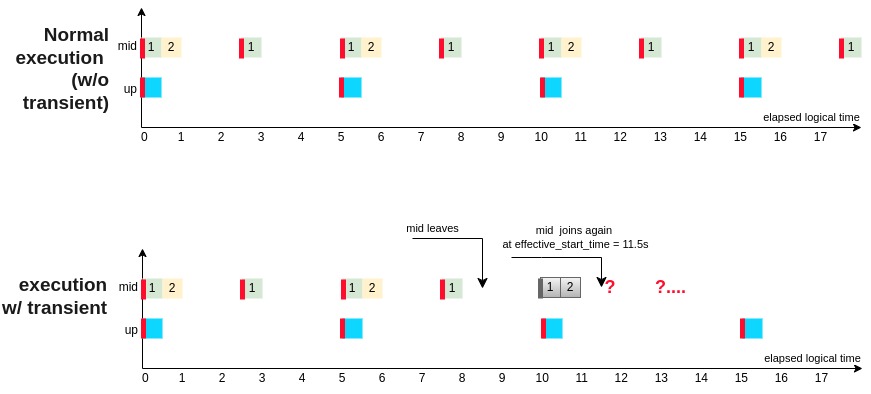 Normal
execution
(w/o
transient)
mid 1 2 1 1 2 1 1 2 1 1 2 1
up
elapsed logical time
0 1 2 3 4 5 6 7 8 9 10 11 12 13 14 15 16 17
mid leaves
mid joins again
at effective_start_time = 11.5s
execution
w/ transient
mid 1 2 1 1 2 1 1 2 ? ?....
up
elapsed logical time
0 1 2 3 4 5 6 7 8 9 10 11 12 13 14 15 16 17